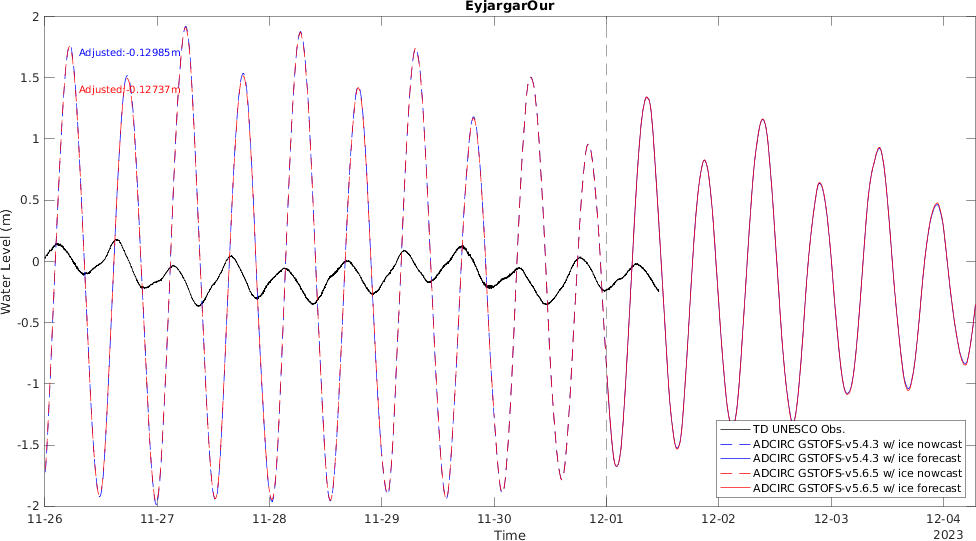 EyjargarOur
2
1.5
1
0.5
0
-0.5
-1
-1.5
-2
Water Level (m)
Adjusted:-0.12985m
Adjusted:-0.12737m
TD UNESCO Obs.
ADCIRC GSTOFS-v5.4.3 w/ ice nowcast
ADCIRC GSTOFS-v5.4.3 w/ ice forecast
ADCIRC GSTOFS-v5.6.5 w/ ice nowcast
ADCIRC GSTOFS-v5.6.5 w/ ice forecast
11-26 11-27 11-28 11-29 11-30 12-01 12-02 12-03 12-04
Time
2023